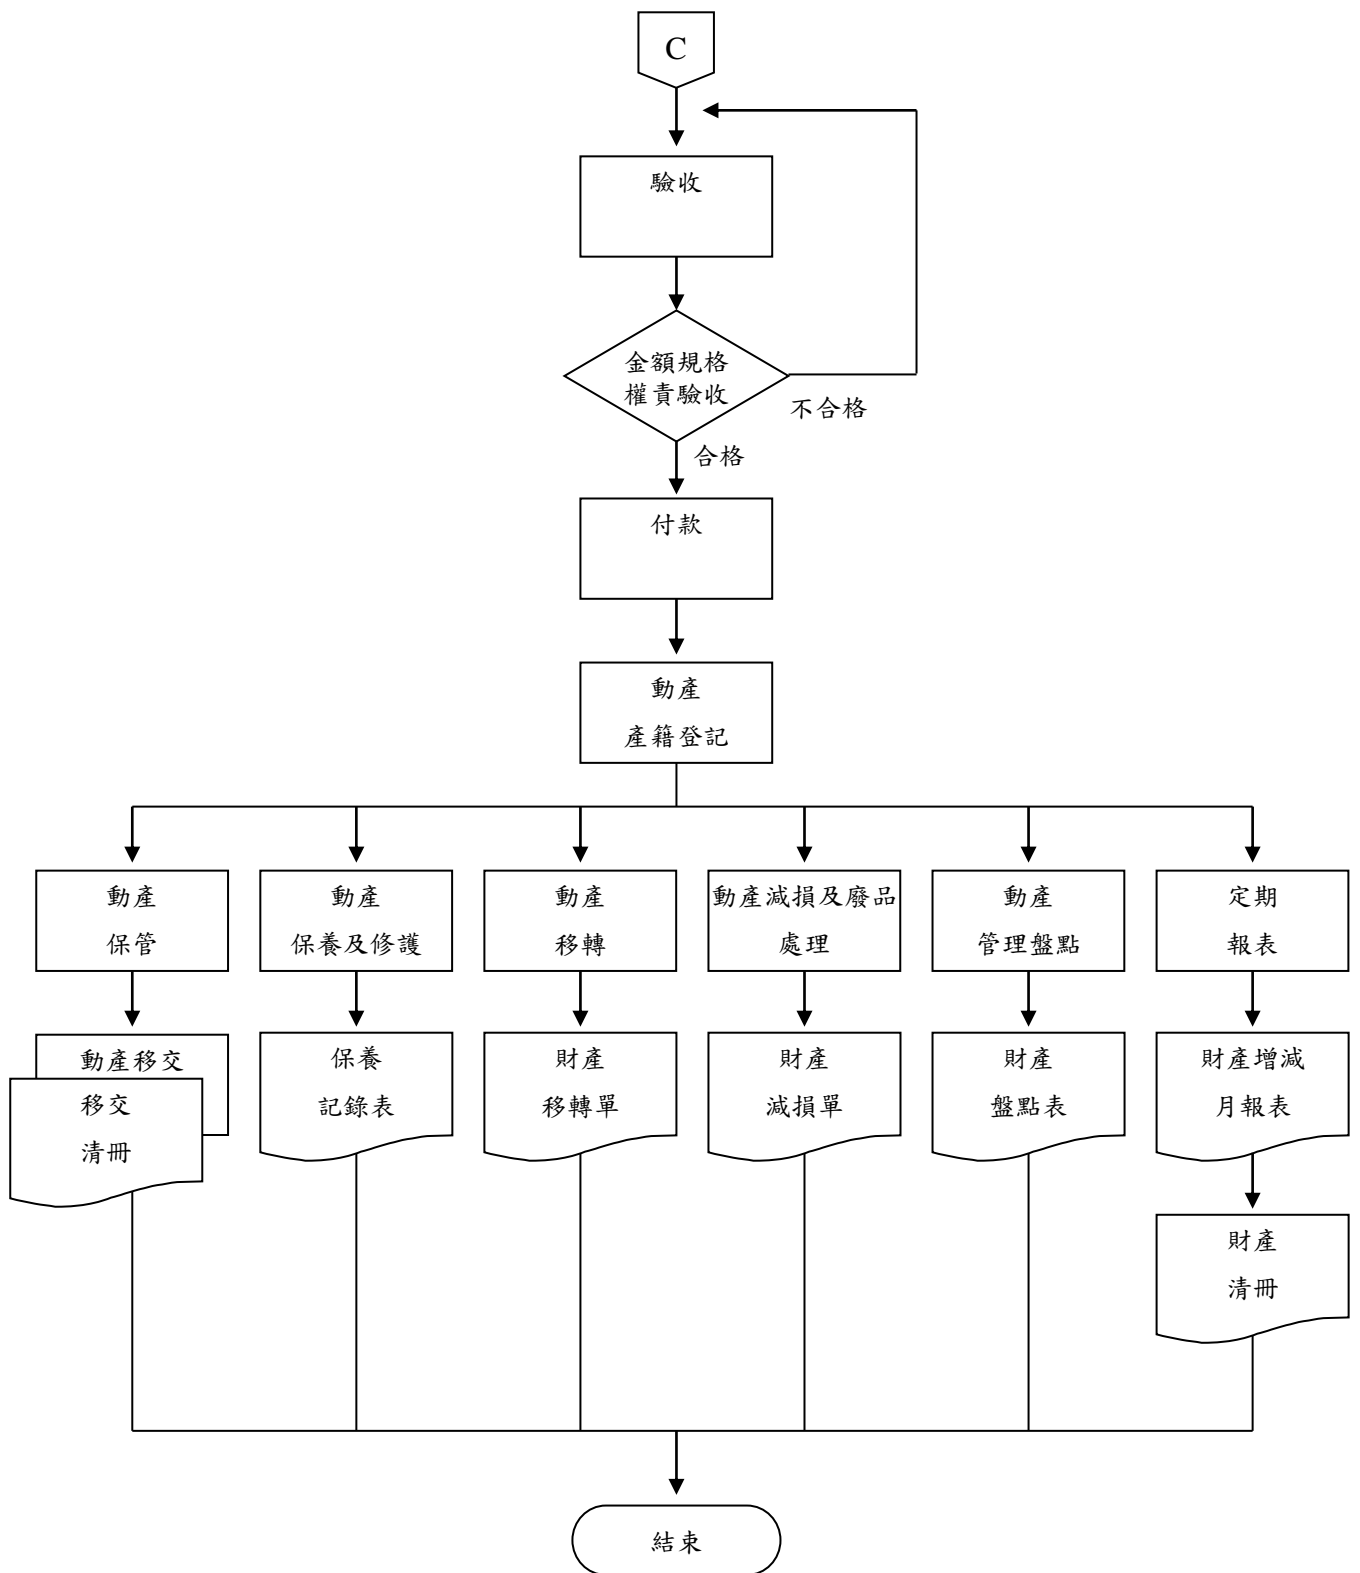 C
驗收
金額規格
權責驗收
不合格
合格
付款
動產
產籍登記
動產
保管
動產
保養及修護
動產
移轉
動產減損及廢品
處理
動產
管理盤點
定期
報表
動產移交
移交
清冊
保養
記錄表
財產
移轉單
財產
減損單
財產
盤點表
財產增減
月報表
財產
清冊
結束